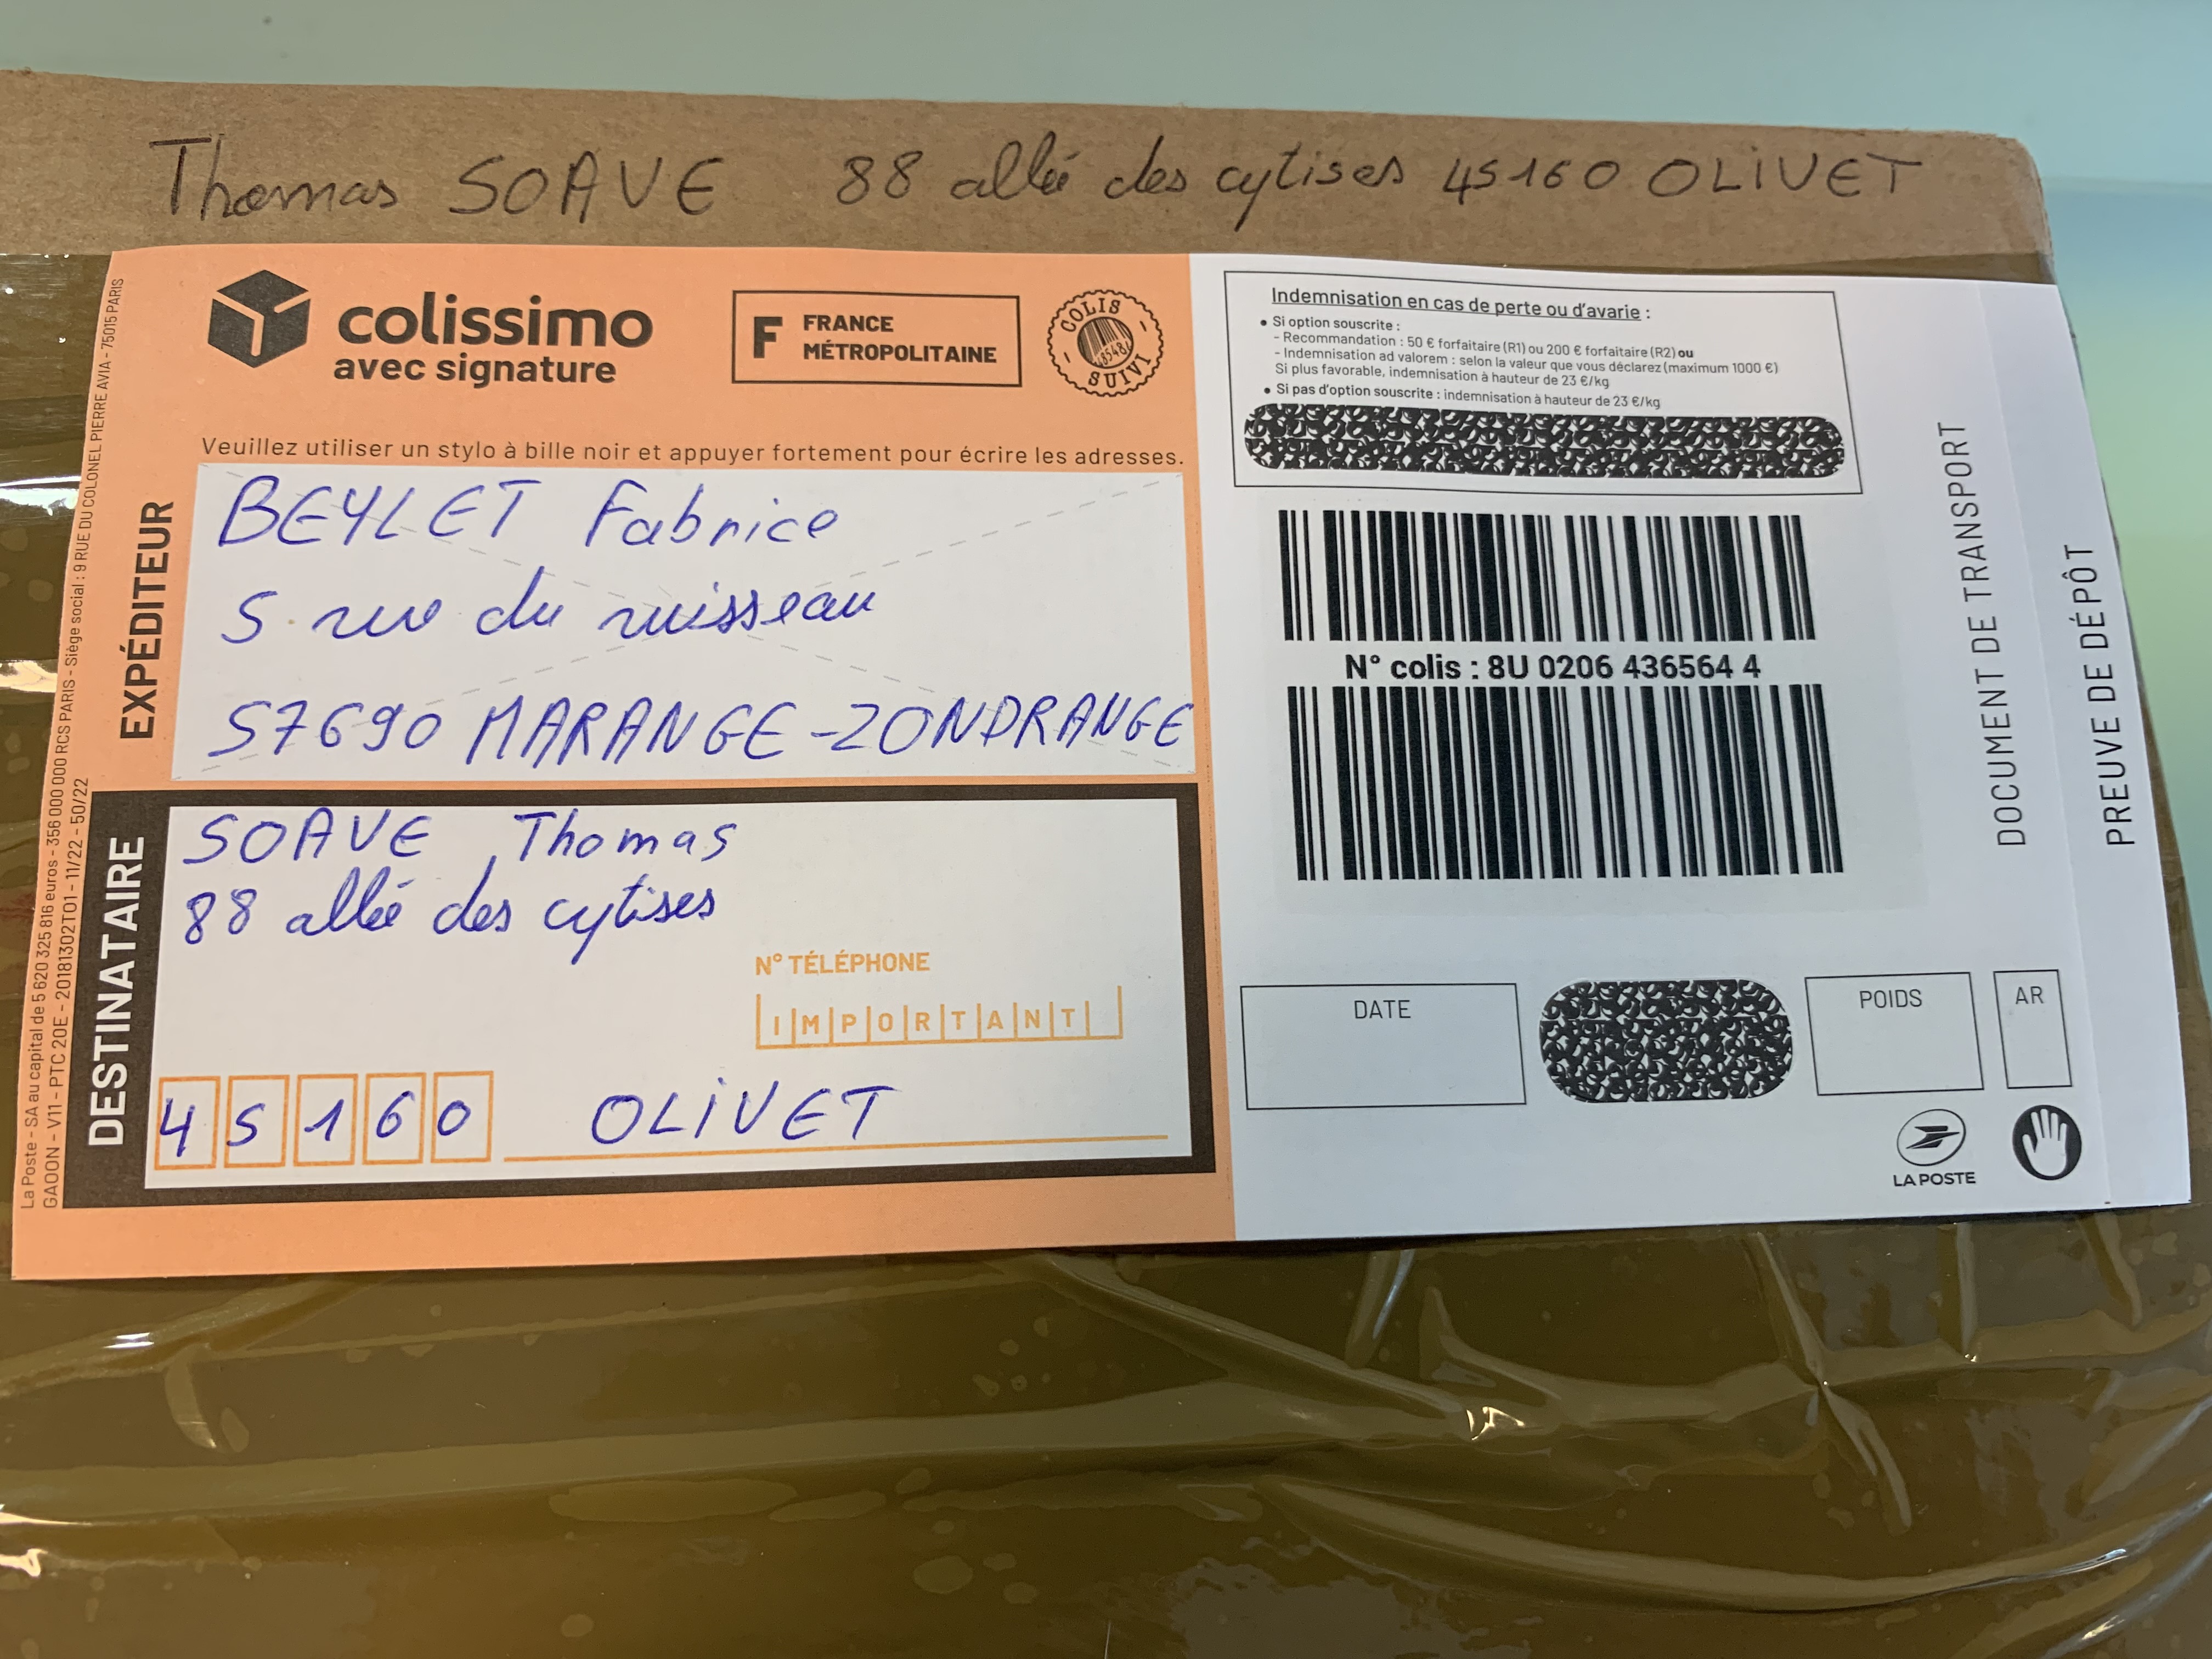 Thomas SOAVE 88 allée des cytises 45160 OLIVET
colissimo
avec signature
F FRANCE
MÉTROPOLITAINE
COLIS
SUIVI
Veuillez utiliser un stylo à bille noir et appuyer fortement pour écrire les adresses.
EXPÉDITEUR
BEYLET Fabrice
5 rue du ruisseau
57690 MARANGE-ZONDRANGE
DESTINATAIRE
SOAVE Thomas
88 allée des cytises
N° TÉLÉPHONE
IMPORTANT
45160 OLIVET
La Poste - SA au capital de 5 620 325 816 euros - 356 000 000 RCS PARIS - Siège social : 9 RUE DU COLONEL PIERRE AVIA - 75015 PARIS
GAOON - V11 - PTC 20E - 20181302T01 - 11/22 - 50/22
Indemnisation en cas de perte ou d'avarie :
• Si option souscrite :
- Recommandation : 50 € forfaitaire (R1) ou 200 € forfaitaire (R2) ou
- Indemnisation ad valorem : selon la valeur que vous déclarez (maximum 1000 €)
Si plus favorable, indemnisation à hauteur de 23 €/kg
• Si pas d'option souscrite : indemnisation à hauteur de 23 €/kg
N° colis : 8U 0206 436564 4
DATE
POIDS
AR
LA POSTE
DOCUMENT DE TRANSPORT
PREUVE DE DÉPÔT